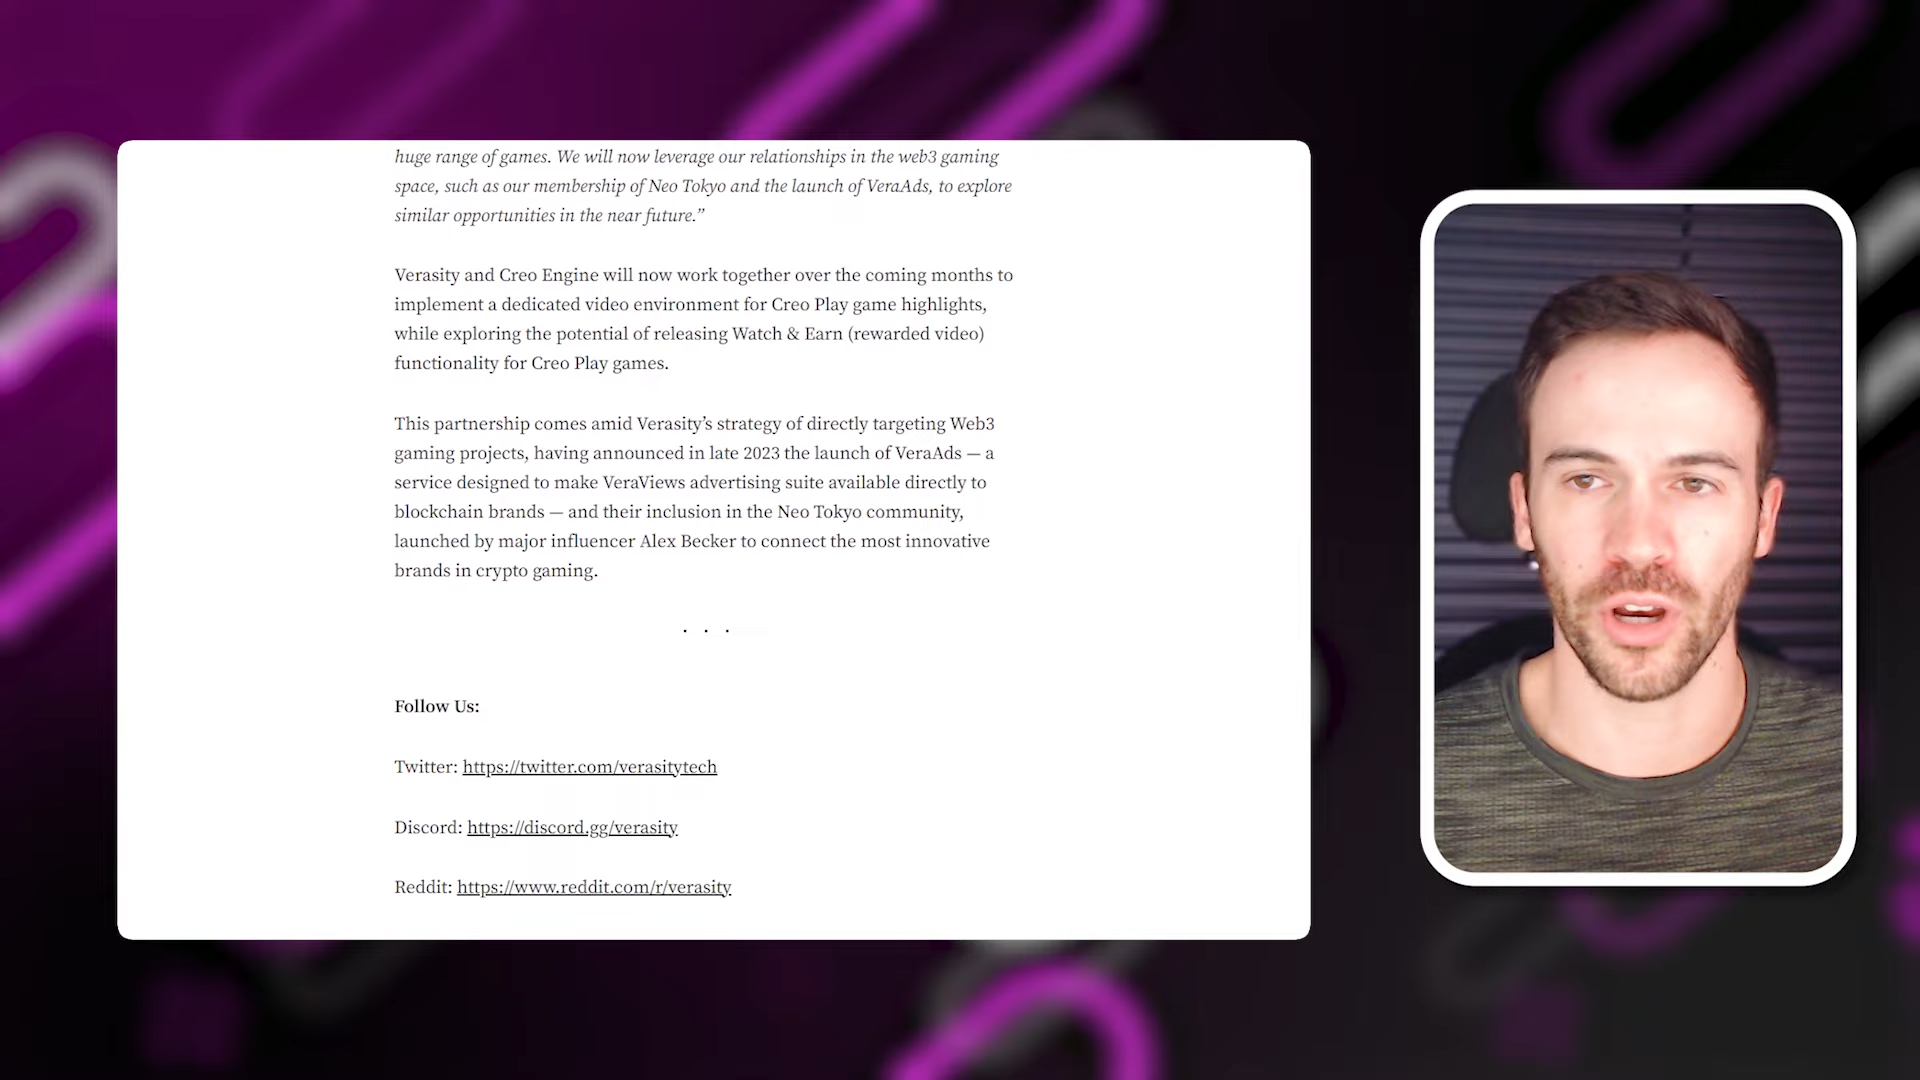 huge range of games. We will now leverage our relationships in the web3 gaming
space, such as our membership of Neo Tokyo and the launch of VeraAds, to explore
similar opportunities in the near future.”
Verasity and Creo Engine will now work together over the coming months to
implement a dedicated video environment for Creo Play game highlights,
while exploring the potential of releasing Watch & Earn (rewarded video)
functionality for Creo Play games.
This partnership comes amid Verasity’s strategy of directly targeting Web3
gaming projects, having announced in late 2023 the launch of VeraAds — a
service designed to make VeraViews advertising suite available directly to
blockchain brands — and their inclusion in the Neo Tokyo community,
launched by major influencer Alex Becker to connect the most innovative
brands in crypto gaming.
. . .
Follow Us:
Twitter: https://twitter.com/verasitytech
Discord: https://discord.gg/verasity
Reddit: https://www.reddit.com/r/verasity